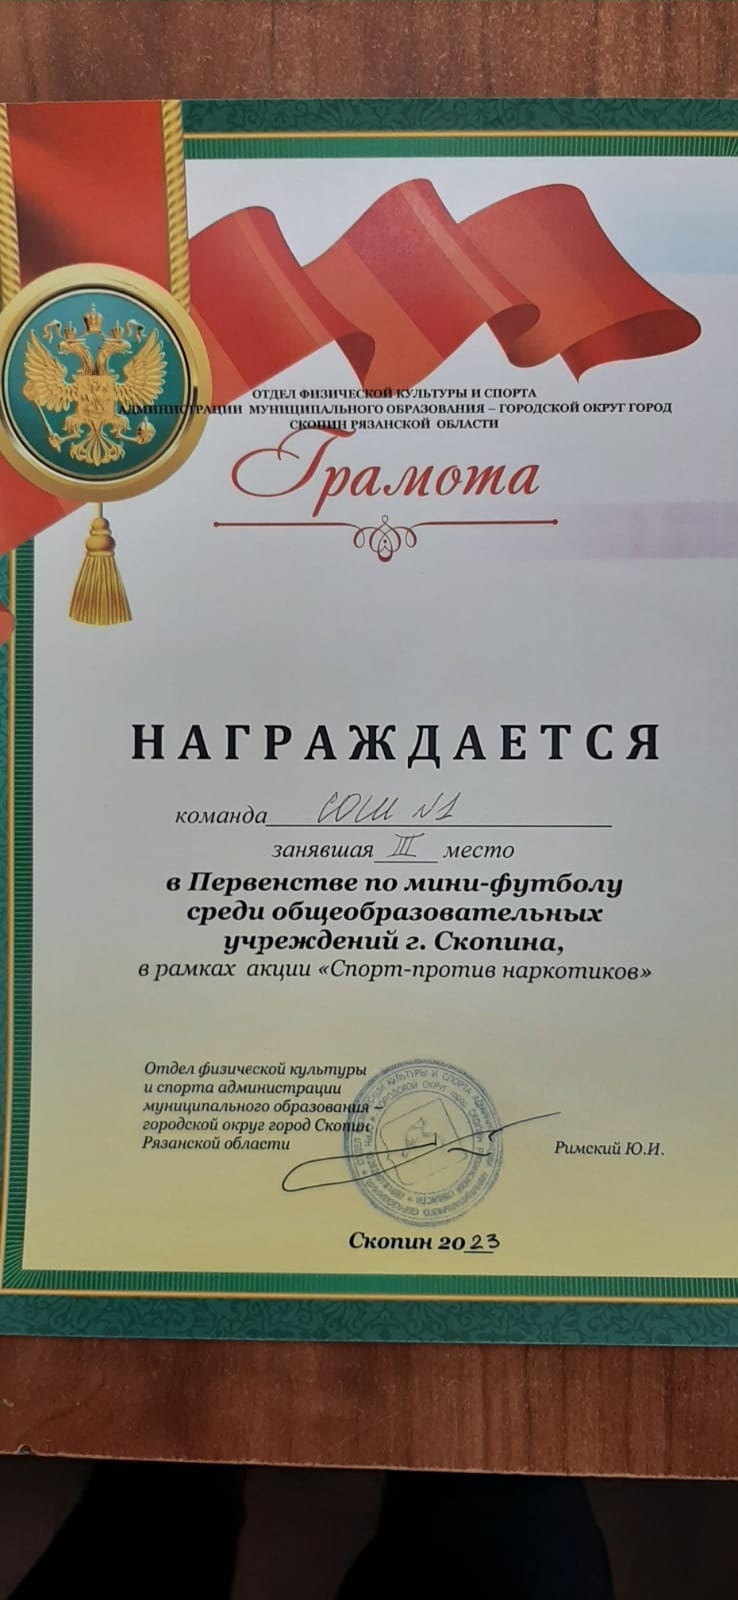 ОТДЕЛ ФИЗИЧЕСКОЙ КУЛЬТУРЫ И СПОРТА
АДМИНИСТРАЦИИ МУНИЦИПАЛЬНОГО ОБРАЗОВАНИЯ – ГОРОДСКОЙ ОКРУГ ГОРОД
СКОПИН РЯЗАНСКОЙ ОБЛАСТИ
Грамота
НАГРАЖДАЕТСЯ
команда СОШ №1
занявшая III место
в Первенстве по мини-футболу
среди общеобразовательных
учреждений г. Скопина,
в рамках акции «Спорт-против наркотиков»
Отдел физической культуры
и спорта администрации
муниципального образования –
городской округ город Скопин
Рязанской области
Римский Ю.И.
Скопин 2023